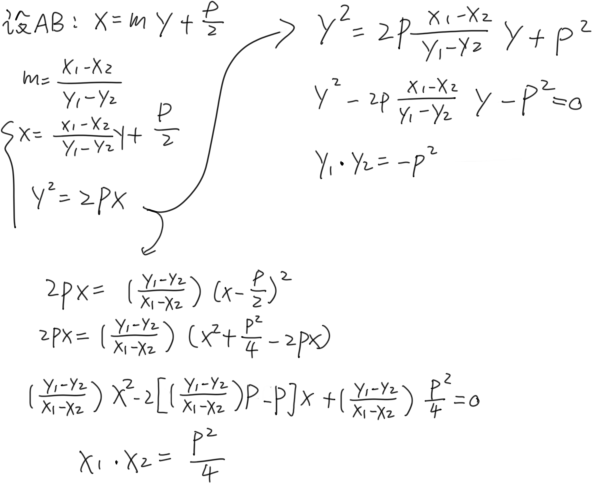 设AB: X=mY+P/2
m=(X₁-X₂)/(Y₁-Y₂)
{X=(X₁-X₂)/(Y₁-Y₂)Y+P/2
Y²=2PX
Y²=2P(X₁-X₂)/(Y₁-Y₂) Y+P²
Y²-2P(X₁-X₂)/(Y₁-Y₂) Y-P²=0
Y₁·Y₂=-P²
2PX=((Y₁-Y₂)/(X₁-X₂))(X-P/2)²
2PX=((Y₁-Y₂)/(X₁-X₂))(X²+P²/4-2PX)
((Y₁-Y₂)/(X₁-X₂))X²-2[((Y₁-Y₂)/(X₁-X₂))P-P]X+((Y₁-Y₂)/(X₁-X₂))P²/4=0
X₁·X₂=P²/4